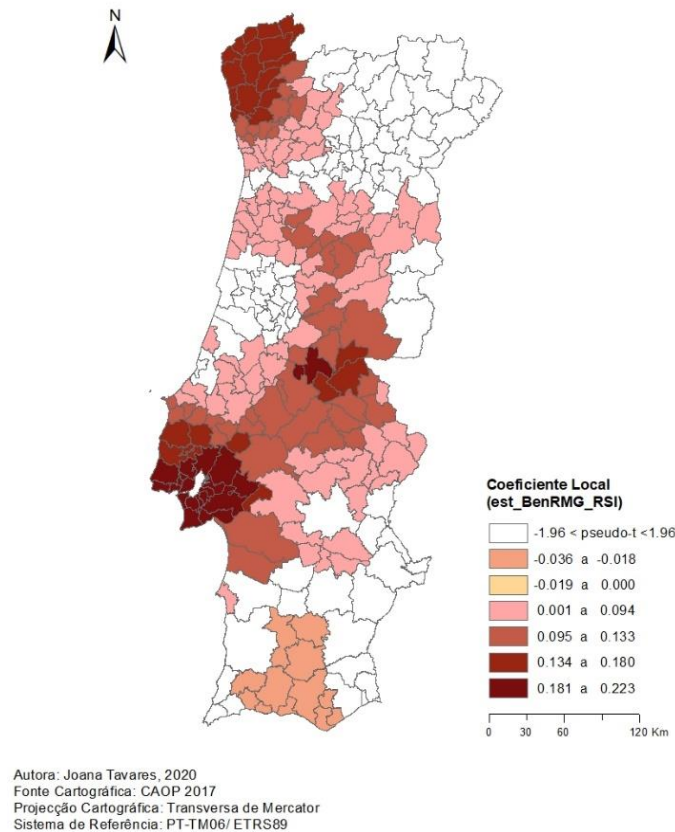 N
Coeficiente Local
(est_BenRMG_RSI)
-1.96 < pseudo-t <1.96
-0.036 a -0.018
-0.019 a 0.000
0.001 a 0.094
0.095 a 0.133
0.134 a 0.180
0.181 a 0.223
0 30 60 120 Km
Autora: Joana Tavares, 2020
Fonte Cartográfica: CAOP 2017
Projecção Cartográfica: Transversa de Mercator
Sistema de Referência: PT-TM06/ ETRS89